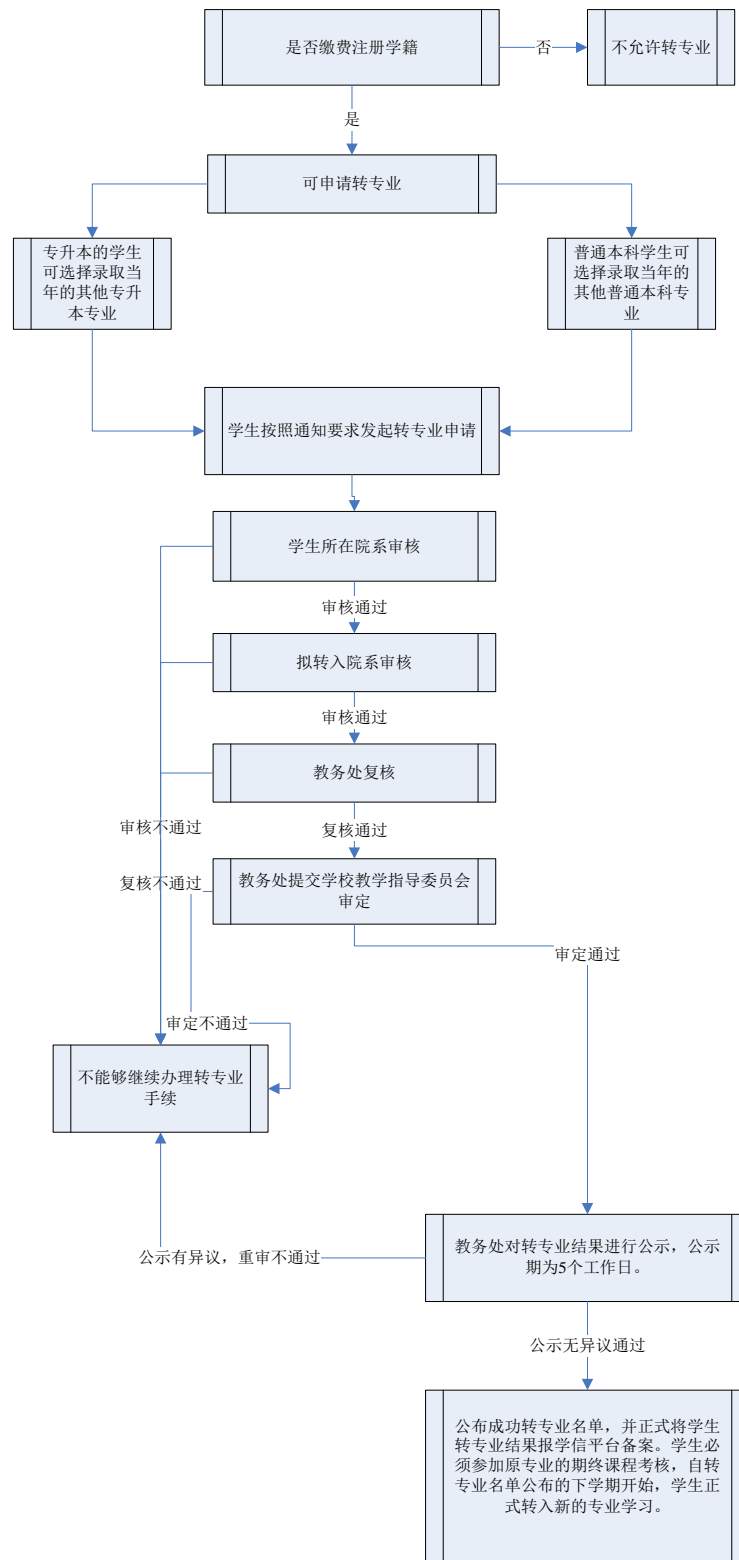 是否缴费注册学籍
否
不允许转专业
是
可申请转专业
专升本的学生
可选择录取当
年的其他专升
本专业
普通本科学生可
选择录取当年的
其他普通本科专
业
学生按照通知要求发起转专业申请
学生所在院系审核
审核通过
拟转入院系审核
审核通过
教务处复核
审核不通过
复核通过
复核不通过
教务处提交学校教学指导委员会
审定
审定通过
审定不通过
不能够继续办理转专业
手续
公示有异议，重审不通过
教务处对转专业结果进行公示，公示
期为5个工作日。
公示无异议通过
公布成功转专业名单，并正式将学生
转专业结果报学信平台备案。学生必
须参加原专业的期终课程考核，自转
专业名单公布的下学期开始，学生正
式转入新的专业学习。